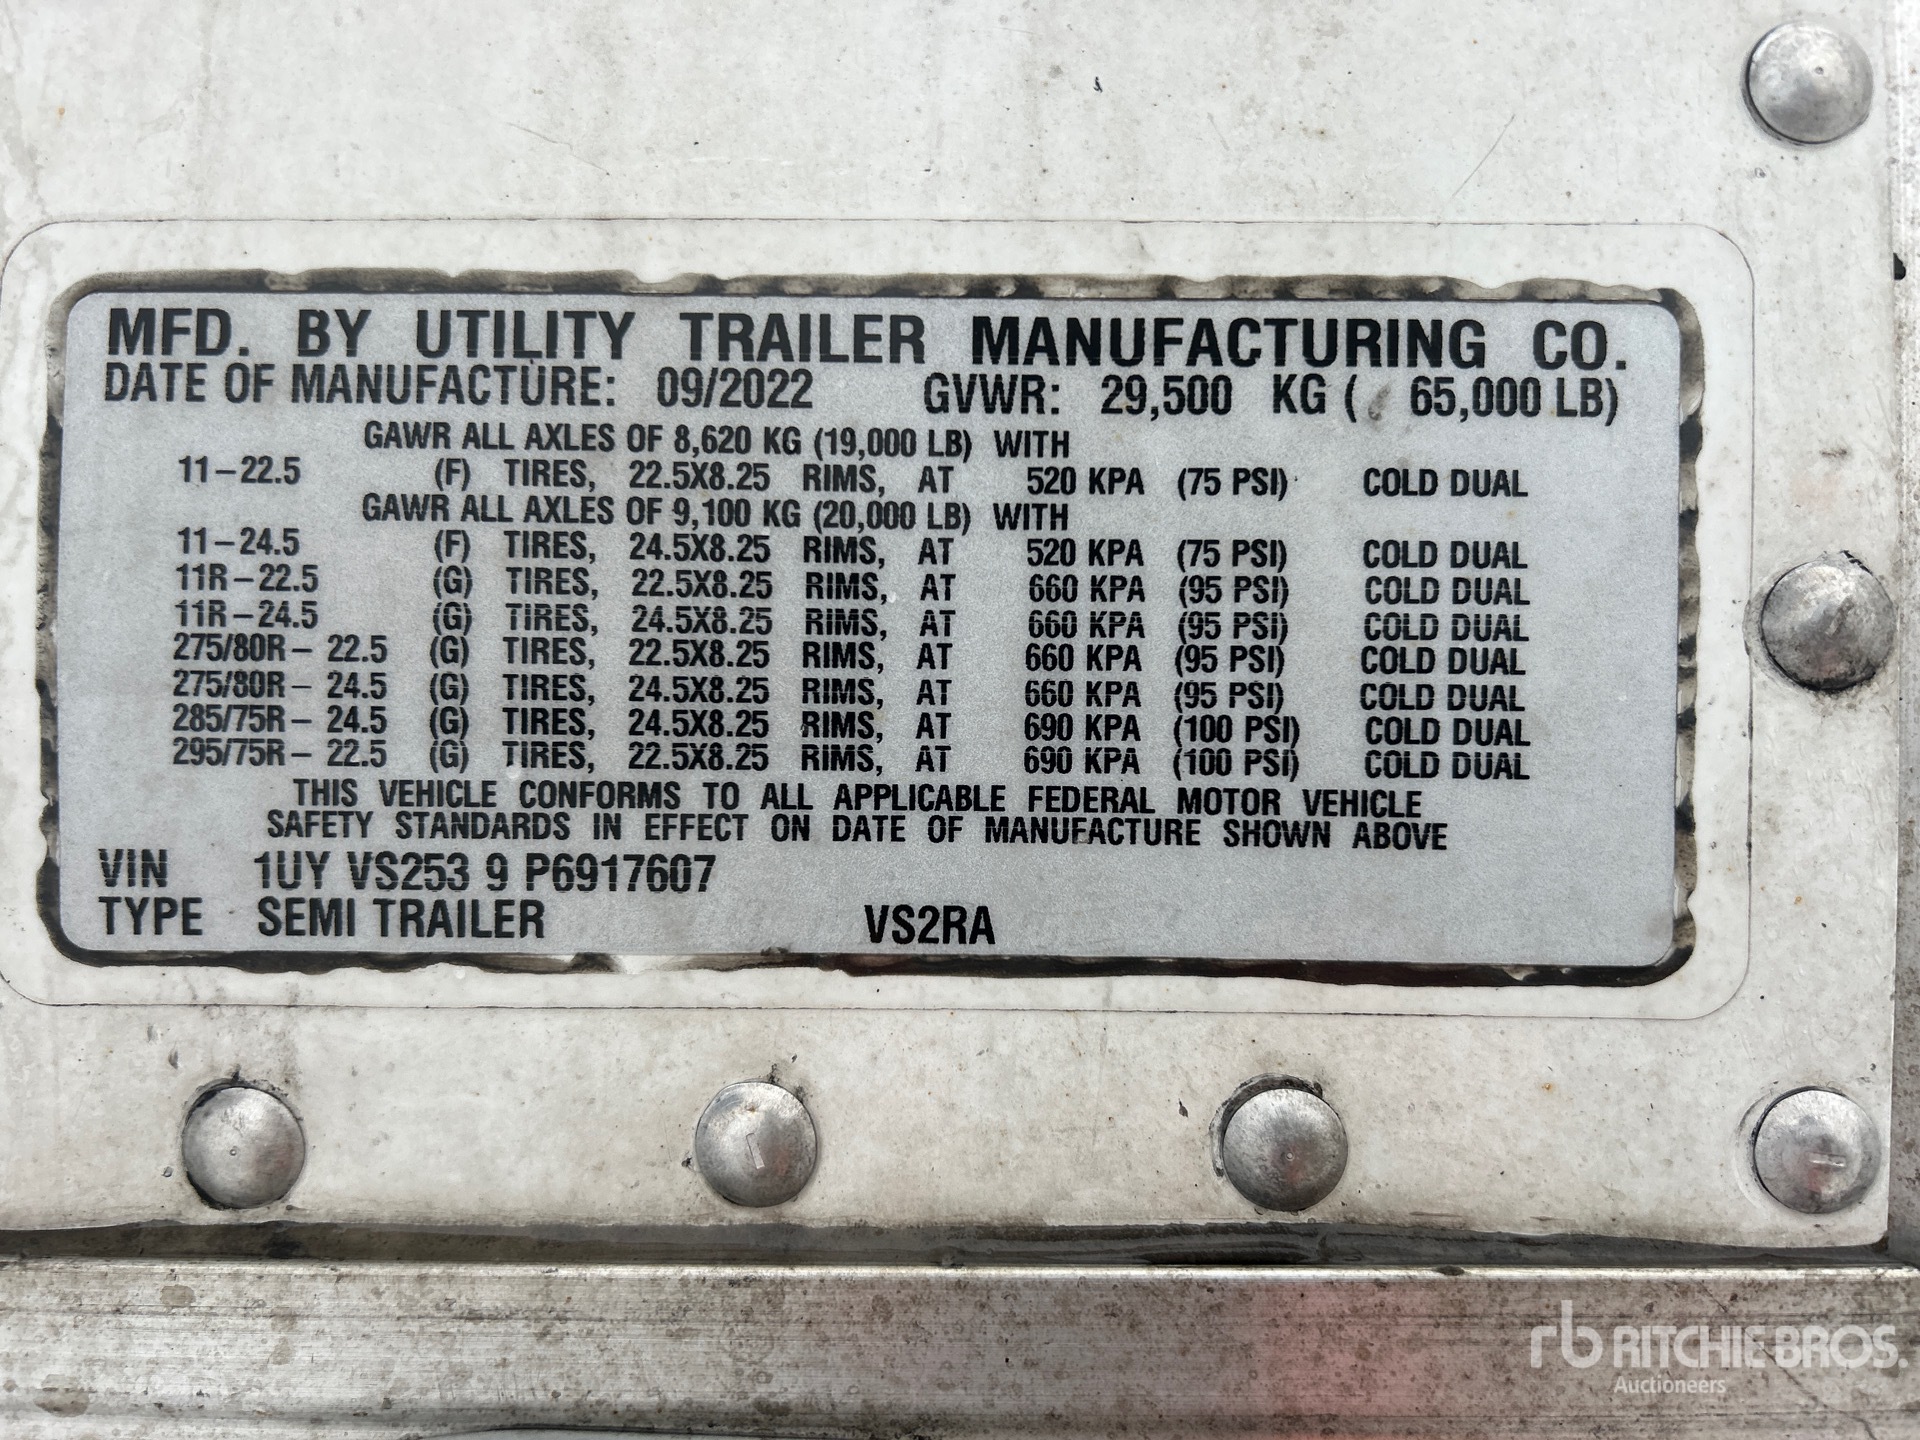 MFD. BY UTILITY TRAILER MANUFACTURING CO.
DATE OF MANUFACTURE: 09/2022 GVWR: 29,500 KG ( 65,000 LB)
GAWR ALL AXLES OF 8,620 KG (19,000 LB) WITH
11-22.5 (F) TIRES, 22.5X8.25 RIMS, AT 520 KPA (75 PSI) COLD DUAL
GAWR ALL AXLES OF 9,100 KG (20,000 LB) WITH
11-24.5 (F) TIRES, 24.5X8.25 RIMS, AT 520 KPA (75 PSI) COLD DUAL
11R-22.5 (G) TIRES, 22.5X8.25 RIMS, AT 660 KPA (95 PSI) COLD DUAL
11R-24.5 (G) TIRES, 24.5X8.25 RIMS, AT 660 KPA (95 PSI) COLD DUAL
275/80R- 22.5 (G) TIRES, 22.5X8.25 RIMS, AT 660 KPA (95 PSI) COLD DUAL
275/80R- 24.5 (G) TIRES, 24.5X8.25 RIMS, AT 660 KPA (95 PSI) COLD DUAL
285/75R- 24.5 (G) TIRES, 24.5X8.25 RIMS, AT 690 KPA (100 PSI) COLD DUAL
295/75R- 22.5 (G) TIRES, 22.5X8.25 RIMS, AT 690 KPA (100 PSI) COLD DUAL
THIS VEHICLE CONFORMS TO ALL APPLICABLE FEDERAL MOTOR VEHICLE
SAFETY STANDARDS IN EFFECT ON DATE OF MANUFACTURE SHOWN ABOVE
VIN 1UY VS253 9 P6917607
TYPE SEMI TRAILER VS2RA
rb RITCHIE BROS.
Auctioneers